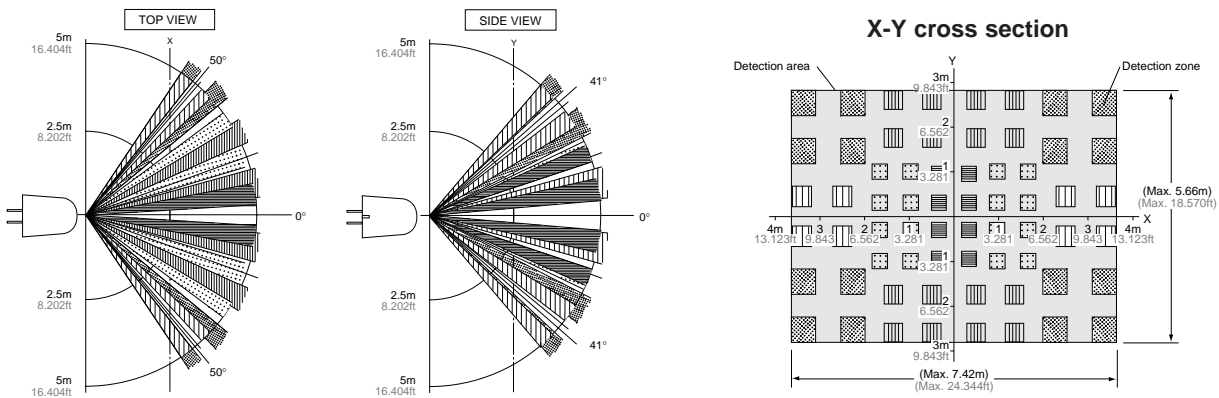 TOP VIEW
5m
16.404ft
X
50°
2.5m
8.202ft
0°
2.5m
8.202ft
5m
16.404ft
50°
SIDE VIEW
5m
16.404ft
Y
41°
2.5m
8.202ft
0°
2.5m
8.202ft
5m
16.404ft
41°
X-Y cross section
Detection area
Y
Detection zone
3m
9.843ft
2
6.562
1
3.281
(Max. 5.66m)
(Max. 18.570ft)
X
4m 3 2 1 1 2 3 4m
13.123ft 9.843 6.562 3.281 3.281 6.562 9.843 13.123ft
1
3.281
2
6.562
3m
9.843ft
(Max. 7.42m)
(Max. 24.344ft)